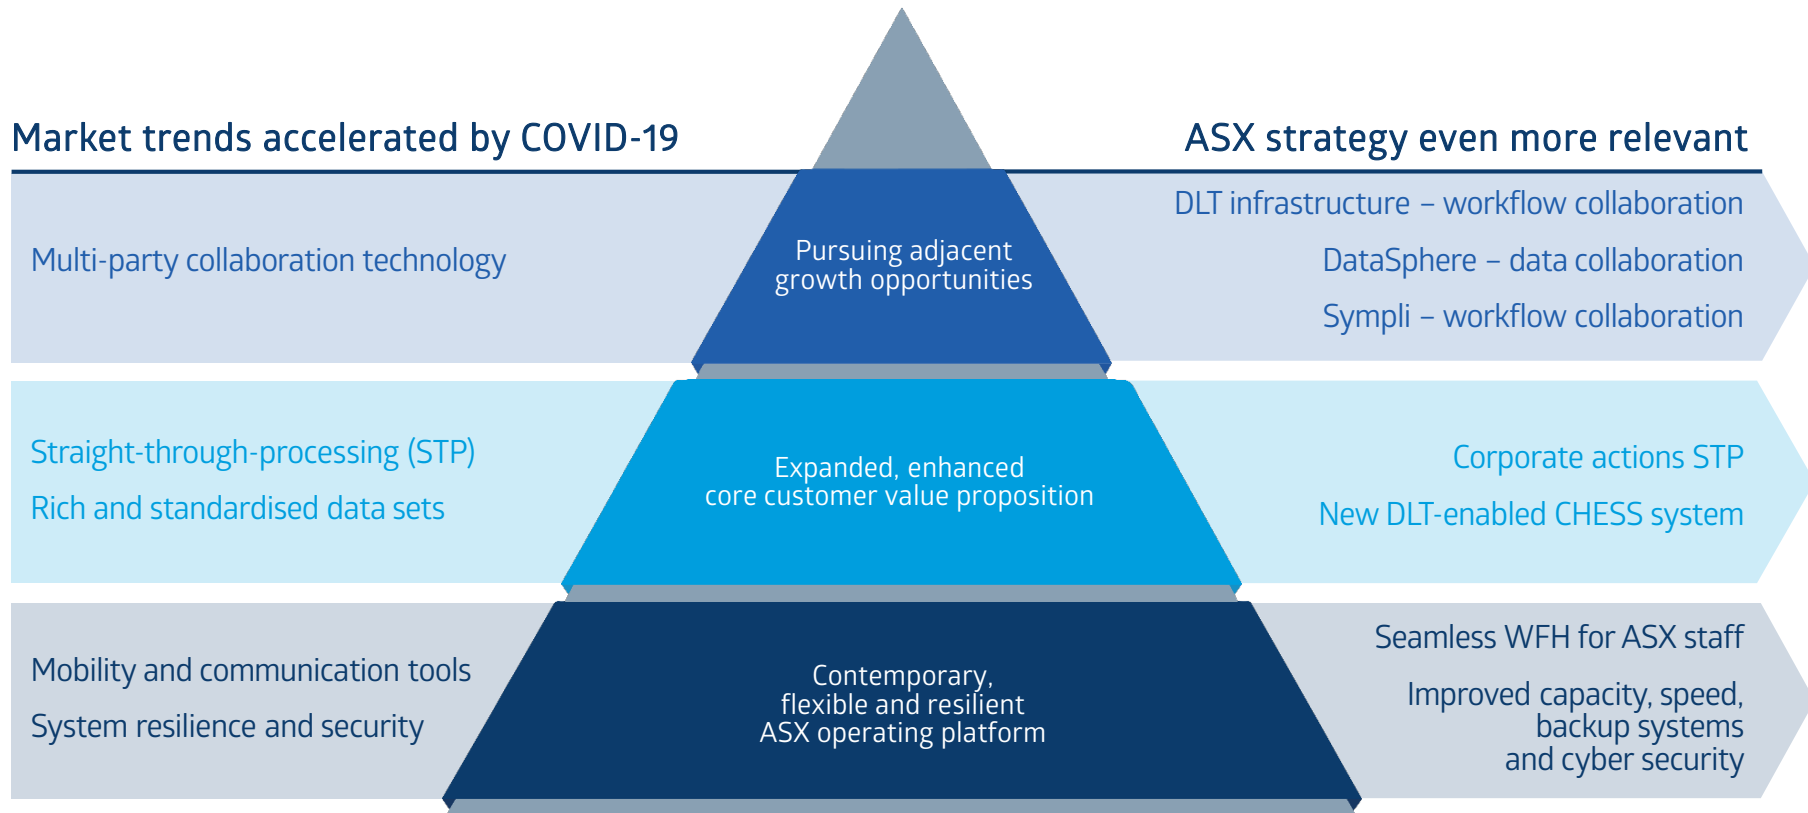 Market trends accelerated by COVID-19
ASX strategy even more relevant
Multi-party collaboration technology
Pursuing adjacent
growth opportunities
DLT infrastructure – workflow collaboration
DataSphere – data collaboration
Sympli – workflow collaboration
Straight-through-processing (STP)
Rich and standardised data sets
Expanded, enhanced
core customer value proposition
Corporate actions STP
New DLT-enabled CHESS system
Mobility and communication tools
System resilience and security
Contemporary,
flexible and resilient
ASX operating platform
Seamless WFH for ASX staff
Improved capacity, speed,
backup systems
and cyber security